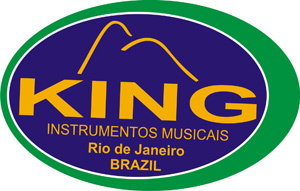 KING
INSTRUMENTOS MUSICAIS
Rio de Janeiro
BRAZIL